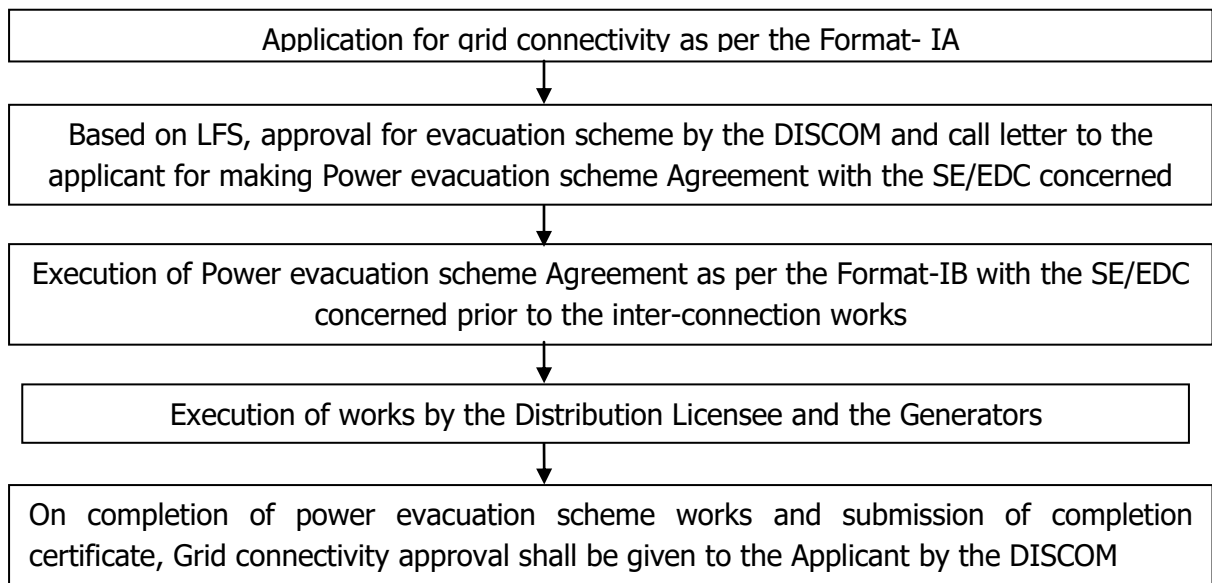 Application for grid connectivity as per the Format- IA
Based on LFS, approval for evacuation scheme by the DISCOM and call letter to the
applicant for making Power evacuation scheme Agreement with the SE/EDC concerned
Execution of Power evacuation scheme Agreement as per the Format-IB with the SE/EDC
concerned prior to the inter-connection works
Execution of works by the Distribution Licensee and the Generators
On completion of power evacuation scheme works and submission of completion
certificate, Grid connectivity approval shall be given to the Applicant by the DISCOM